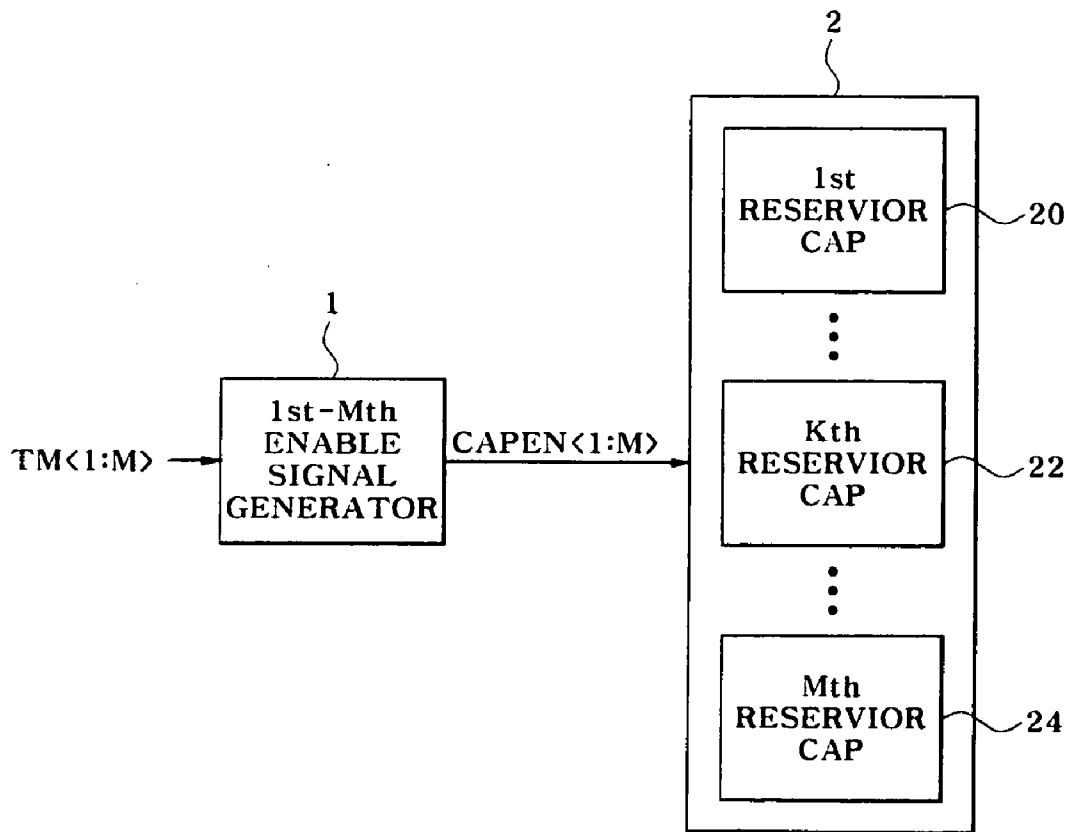 2
1st
RESERVIOR
CAP
20
1
1st-Mth
ENABLE
SIGNAL
GENERATOR
TM<1:M>
CAPEN<1:M>
Kth
RESERVIOR
CAP
22
Mth
RESERVIOR
CAP
24